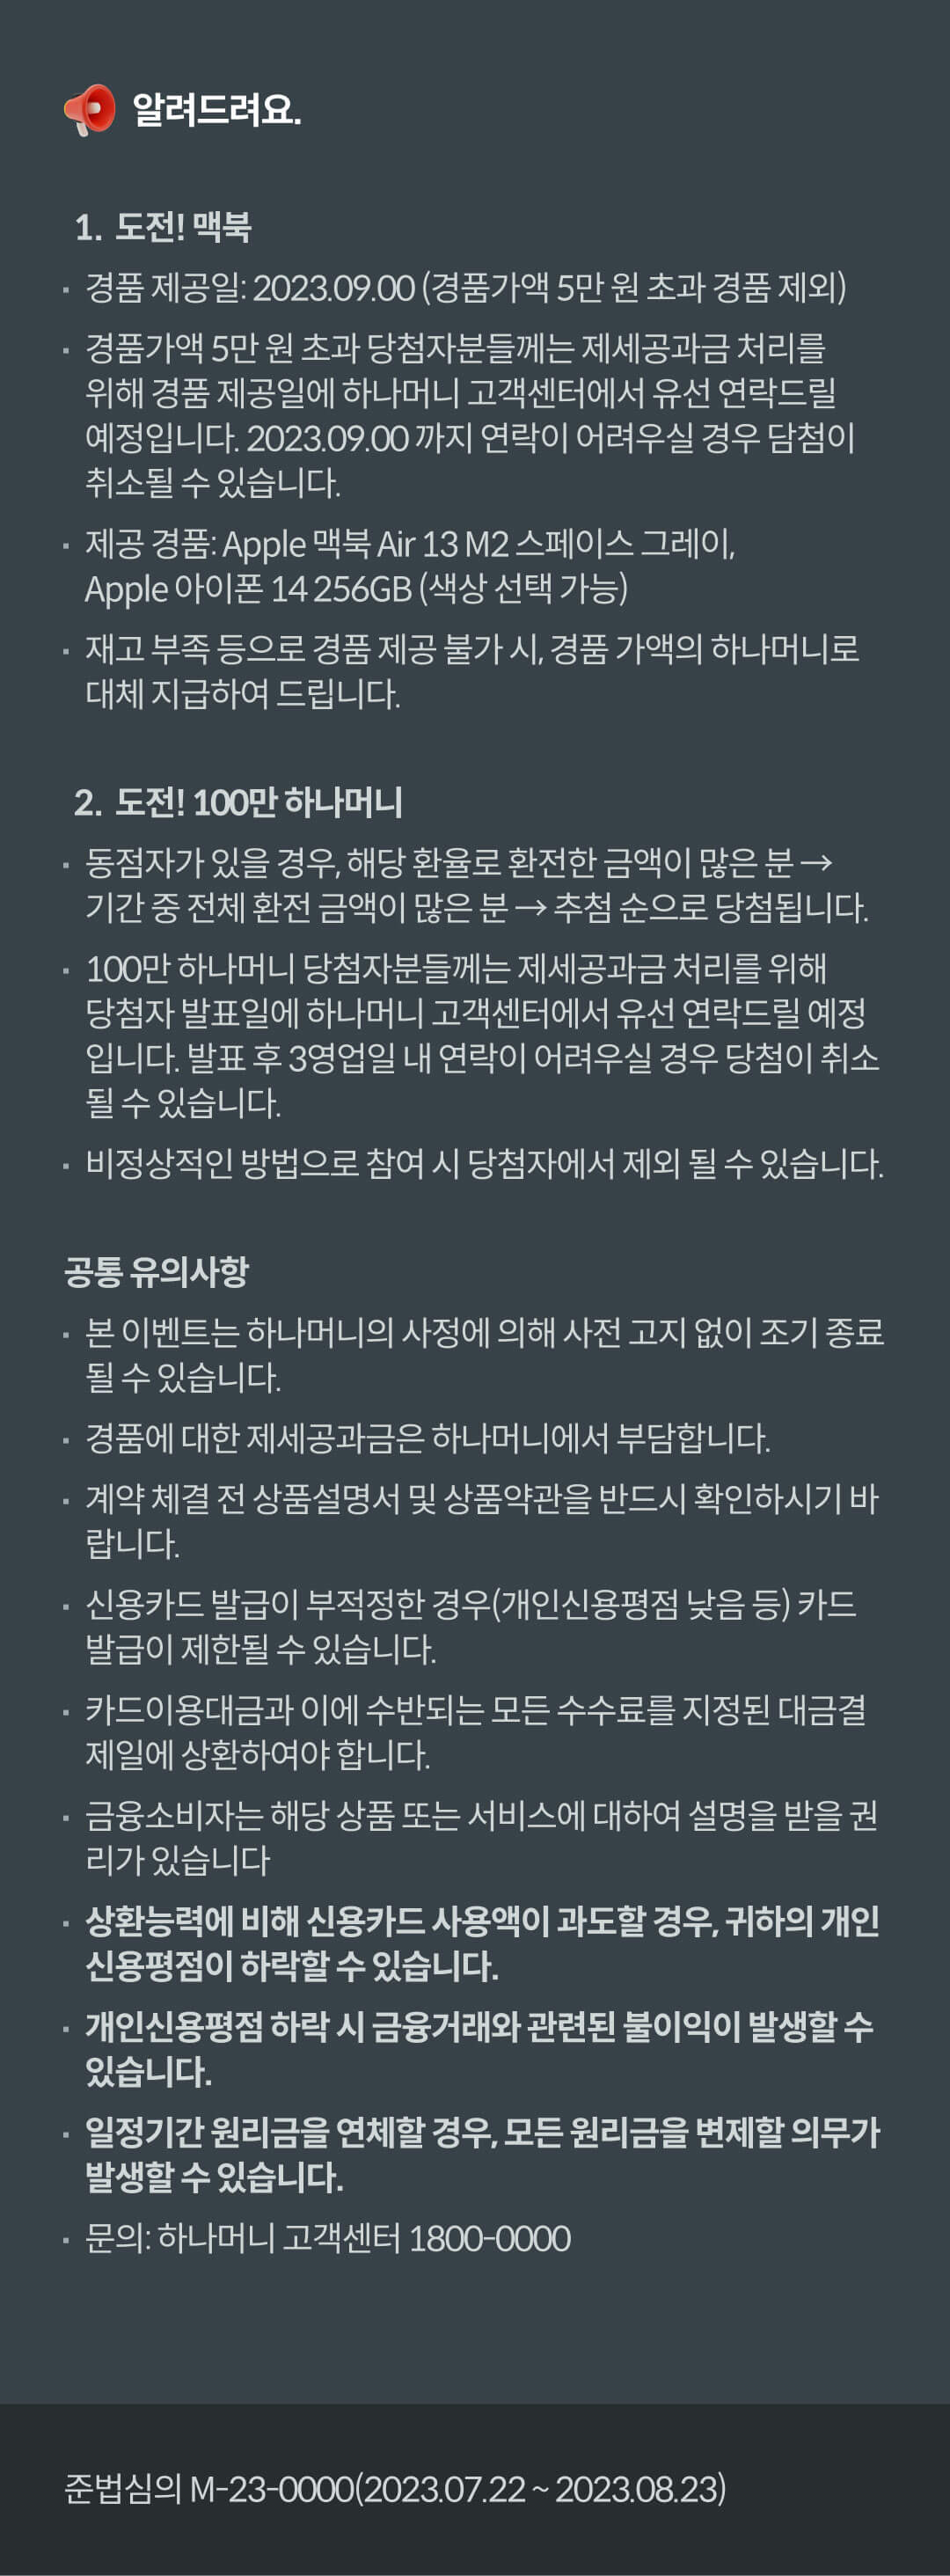 알려드려요.
1. 도전! 맥북
· 경품 제공일: 2023.09.00 (경품가액 5만 원 초과 경품 제외)
· 경품가액 5만 원 초과 당첨자분들께는 제세공과금 처리를
위해 경품 제공일에 하나머니 고객센터에서 유선 연락드릴
예정입니다. 2023.09.00 까지 연락이 어려우실 경우 담첨이
취소될 수 있습니다.
· 제공 경품: Apple 맥북 Air 13 M2 스페이스 그레이,
Apple 아이폰 14 256GB (색상 선택 가능)
· 재고 부족 등으로 경품 제공 불가 시, 경품 가액의 하나머니로
대체 지급하여 드립니다.
2. 도전! 100만 하나머니
· 동점자가 있을 경우, 해당 환율로 환전한 금액이 많은 분 →
기간 중 전체 환전 금액이 많은 분 → 추첨 순으로 당첨됩니다.
· 100만 하나머니 당첨자분들께는 제세공과금 처리를 위해
당첨자 발표일에 하나머니 고객센터에서 유선 연락드릴 예정
입니다. 발표 후 3영업일 내 연락이 어려우실 경우 당첨이 취소
될 수 있습니다.
· 비정상적인 방법으로 참여 시 당첨자에서 제외 될 수 있습니다.
공통 유의사항
· 본 이벤트는 하나머니의 사정에 의해 사전 고지 없이 조기 종료
될 수 있습니다.
· 경품에 대한 제세공과금은 하나머니에서 부담합니다.
· 계약 체결 전 상품설명서 및 상품약관을 반드시 확인하시기 바
랍니다.
· 신용카드 발급이 부적정한 경우(개인신용평점 낮음 등) 카드
발급이 제한될 수 있습니다.
· 카드이용대금과 이에 수반되는 모든 수수료를 지정된 대금결
제일에 상환하여야 합니다.
· 금융소비자는 해당 상품 또는 서비스에 대하여 설명을 받을 권
리가 있습니다
· 상환능력에 비해 신용카드 사용액이 과도할 경우, 귀하의 개인
신용평점이 하락할 수 있습니다.
· 개인신용평점 하락 시 금융거래와 관련된 불이익이 발생할 수
있습니다.
· 일정기간 원리금을 연체할 경우, 모든 원리금을 변제할 의무가
발생할 수 있습니다.
· 문의: 하나머니 고객센터 1800-0000
준법심의 M-23-0000(2023.07.22 ~ 2023.08.23)